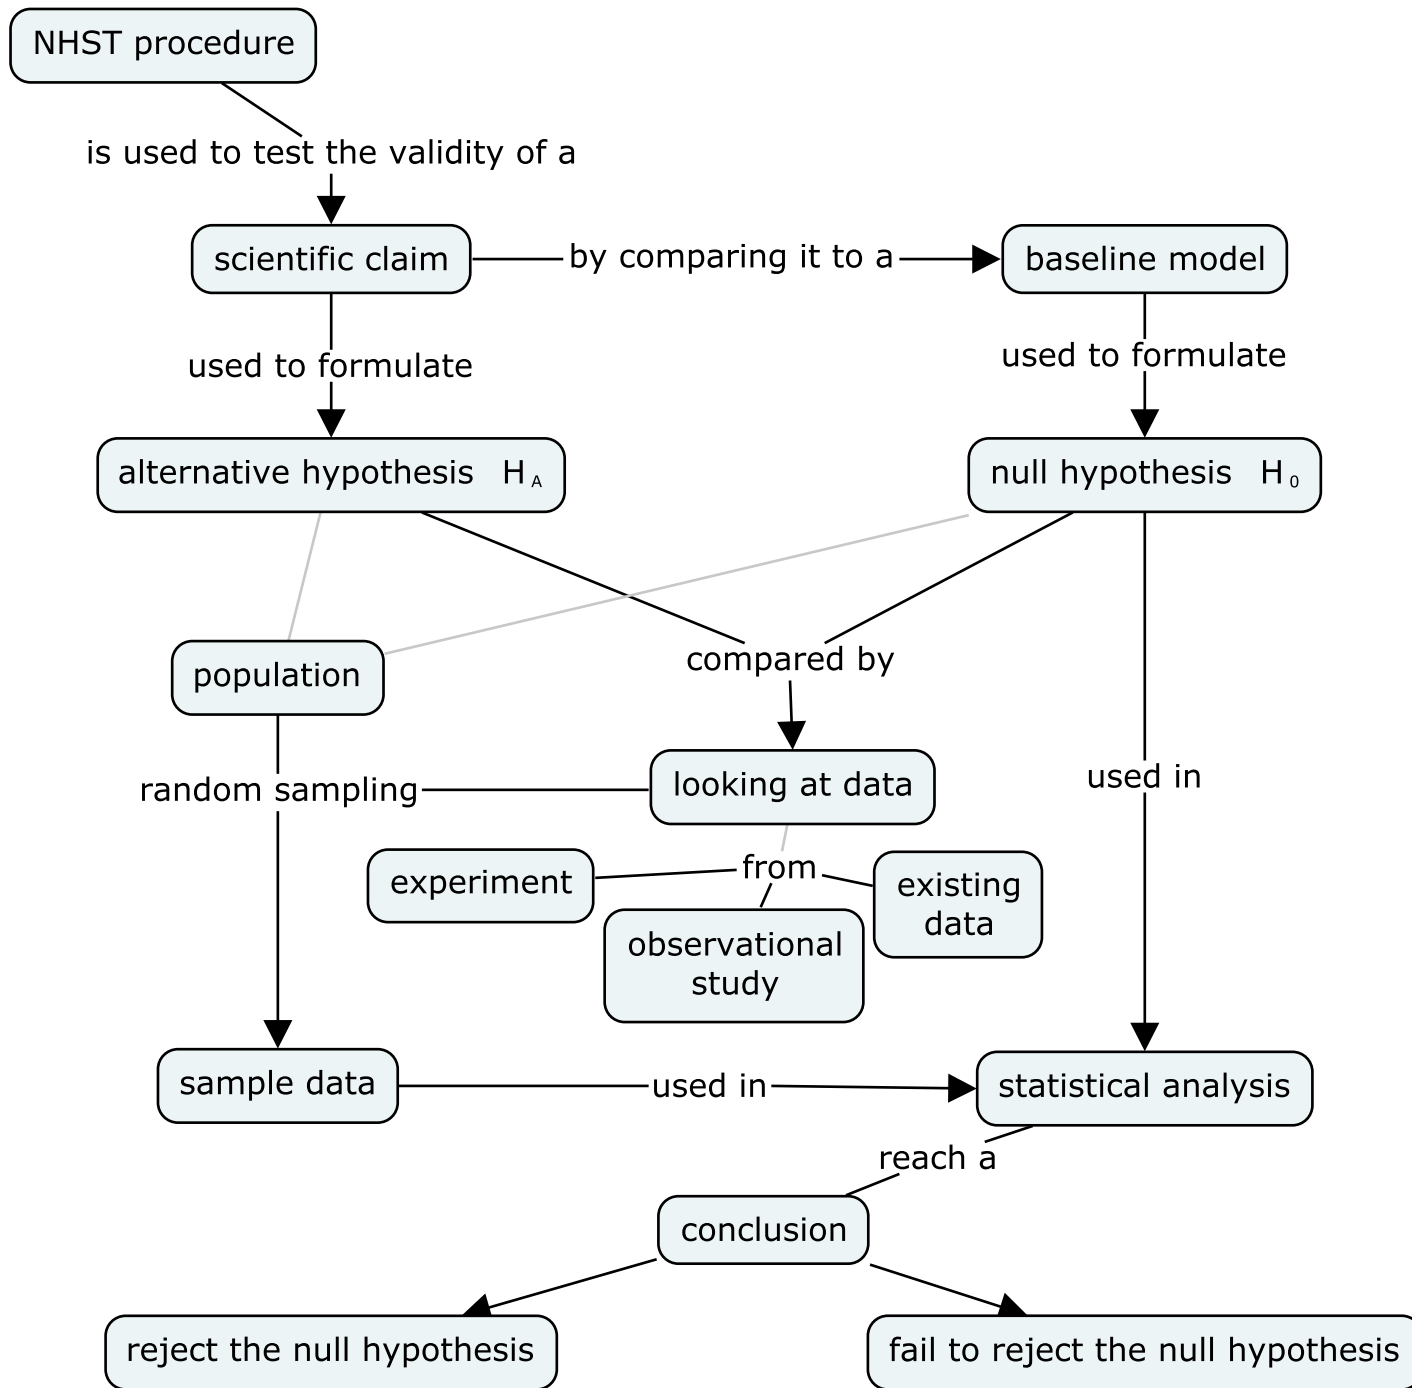 NHST procedure
is used to test the validity of a
scientific claim
by comparing it to a
baseline model
used to formulate
used to formulate
alternative hypothesis H_A
null hypothesis H_0
population
compared by
random sampling
looking at data
used in
experiment
from
existing
data
observational
study
sample data
used in
statistical analysis
reach a
conclusion
reject the null hypothesis
fail to reject the null hypothesis